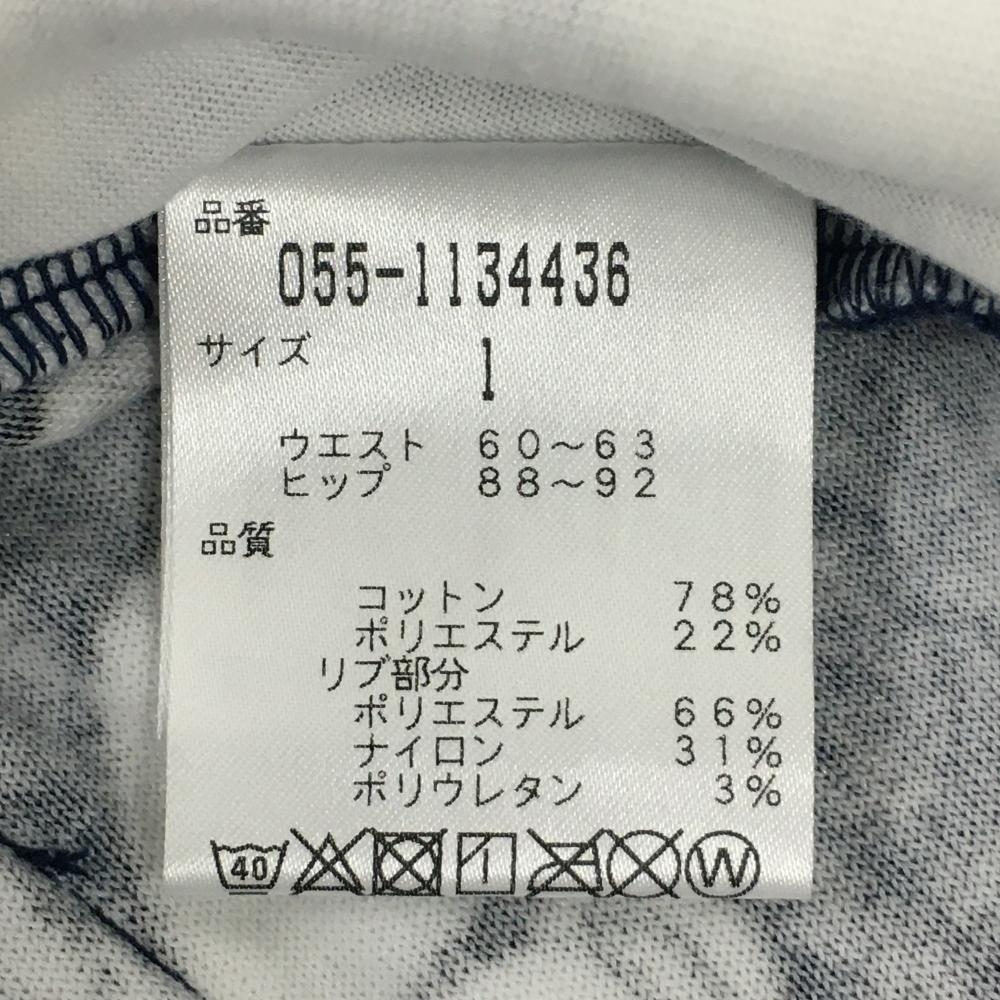 品番
055-1134436
サイズ 1
ウエスト 60～63
ヒップ 88～92
品質
コットン 78%
ポリエステル 22%
リブ部分
ポリエステル 66%
ナイロン 31%
ポリウレタン 3%
40 W